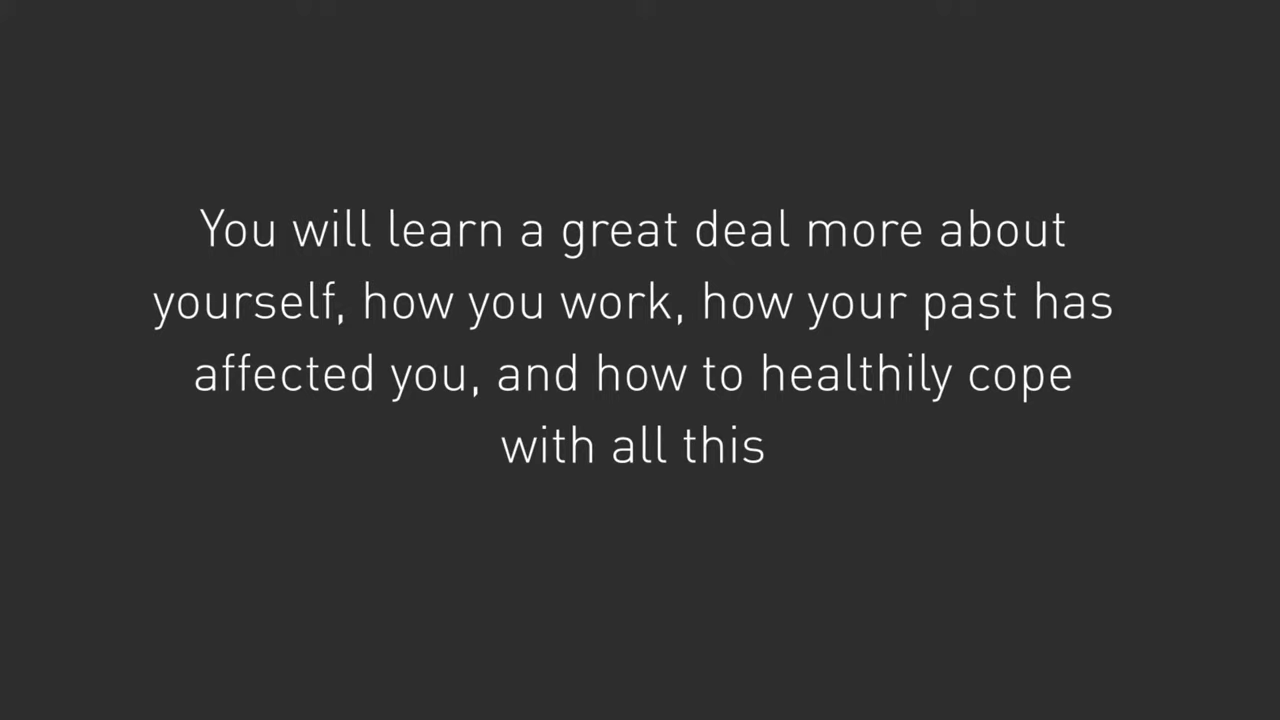 You will learn a great deal more about
yourself, how you work, how your past has
affected you, and how to healthily cope
with all this